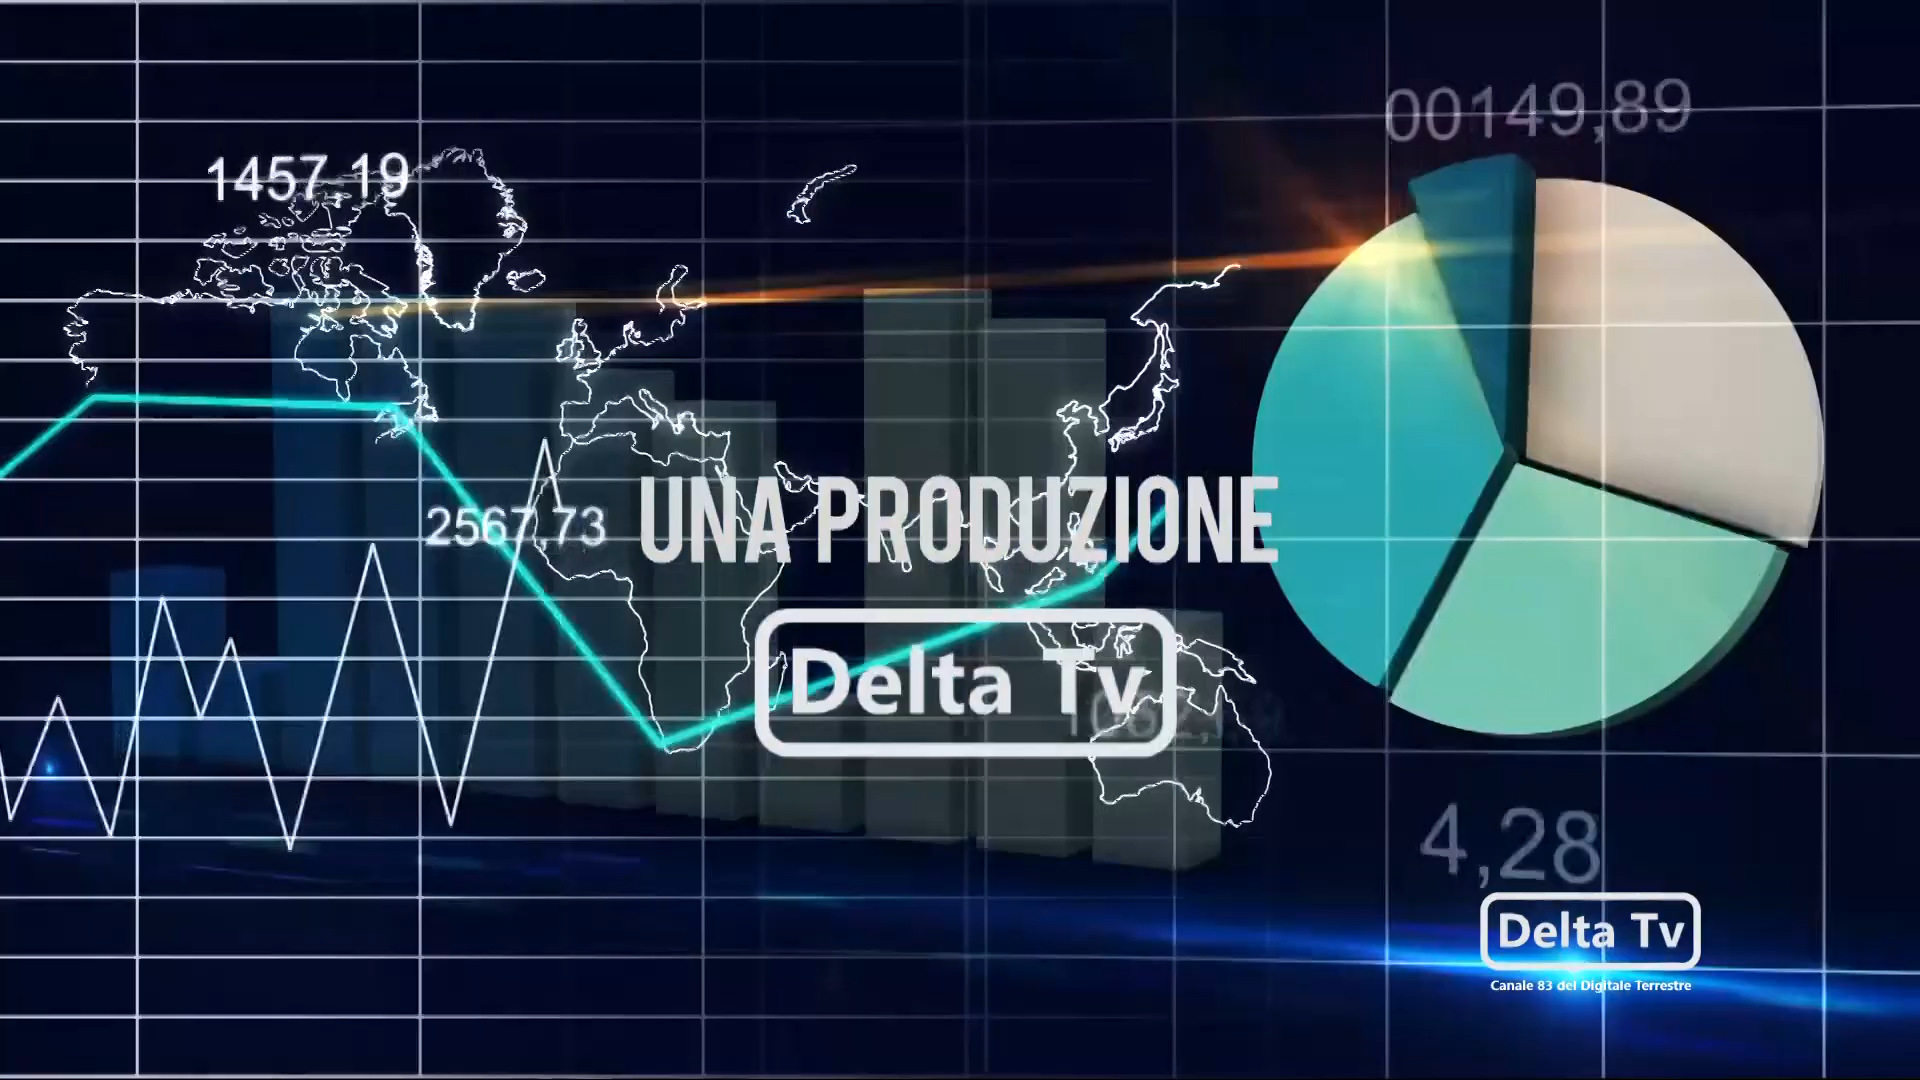 00149,89
1457,19
2567,73
UNA PRODUZIONE
Delta Tv
4,28
Delta Tv
Canale 83 del Digitale Terrestre